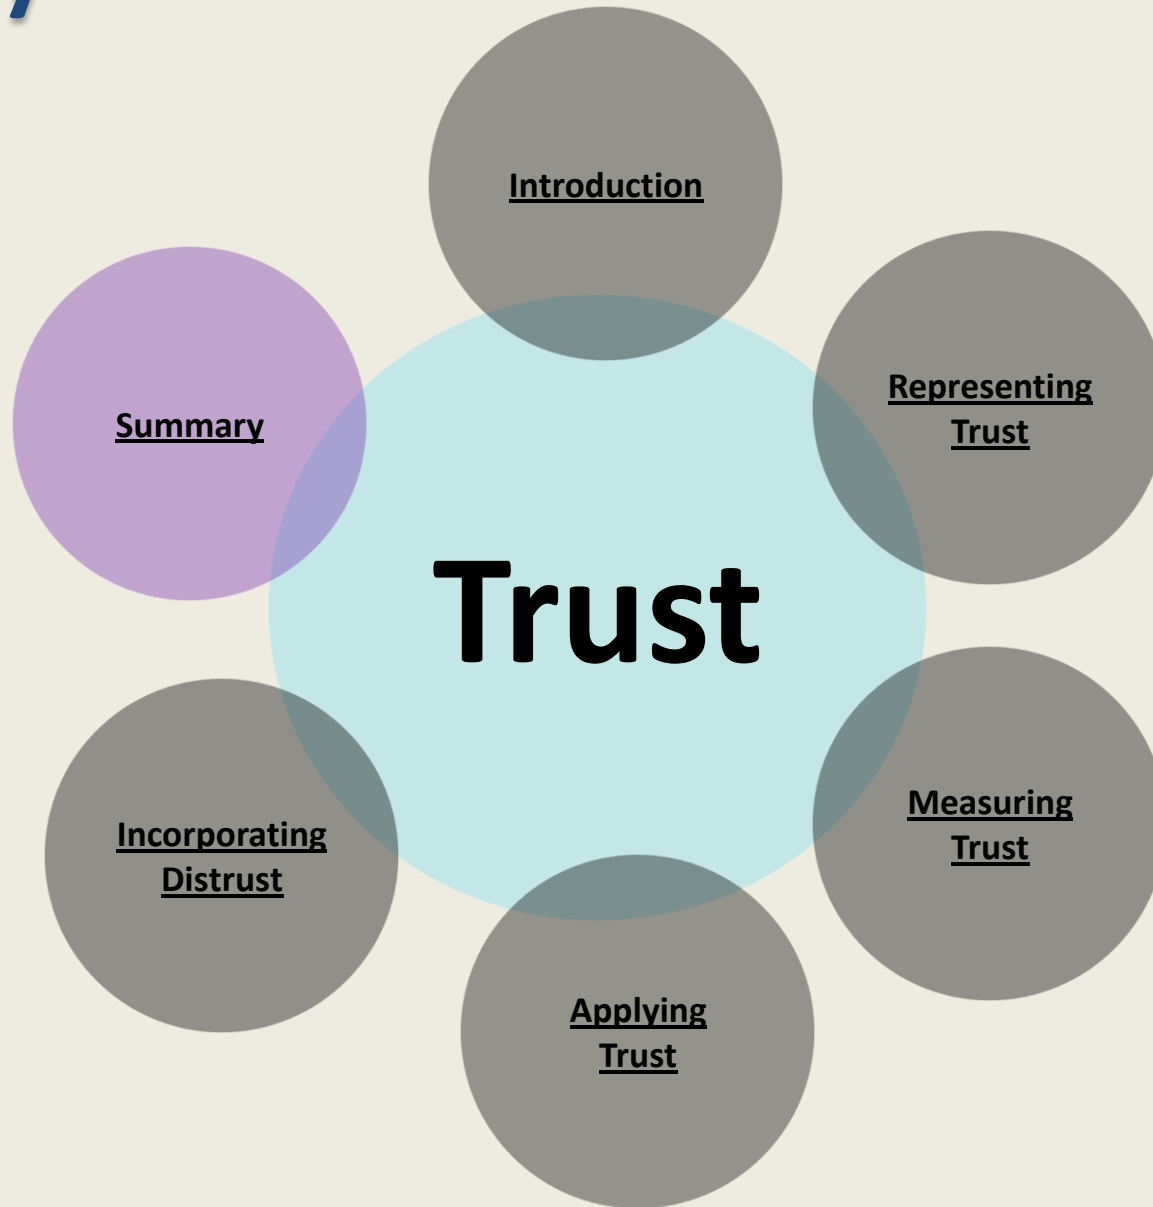 Introduction
Representing
Trust
Summary
Trust
Measuring
Trust
Incorporating
Distrust
Applying
Trust